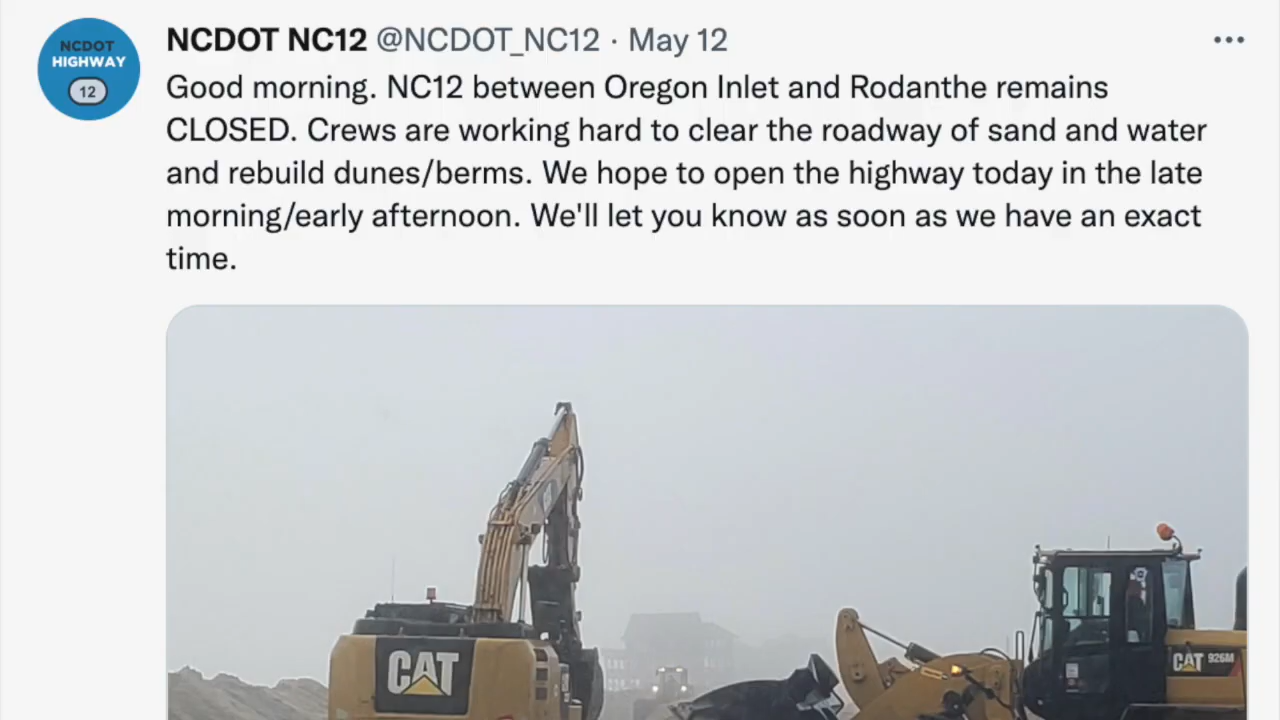 NCDOT
HIGHWAY
12
NCDOT NC12 @NCDOT_NC12 · May 12
Good morning. NC12 between Oregon Inlet and Rodanthe remains
CLOSED. Crews are working hard to clear the roadway of sand and water
and rebuild dunes/berms. We hope to open the highway today in the late
morning/early afternoon. We'll let you know as soon as we have an exact
time.
CAT
CAT 926M